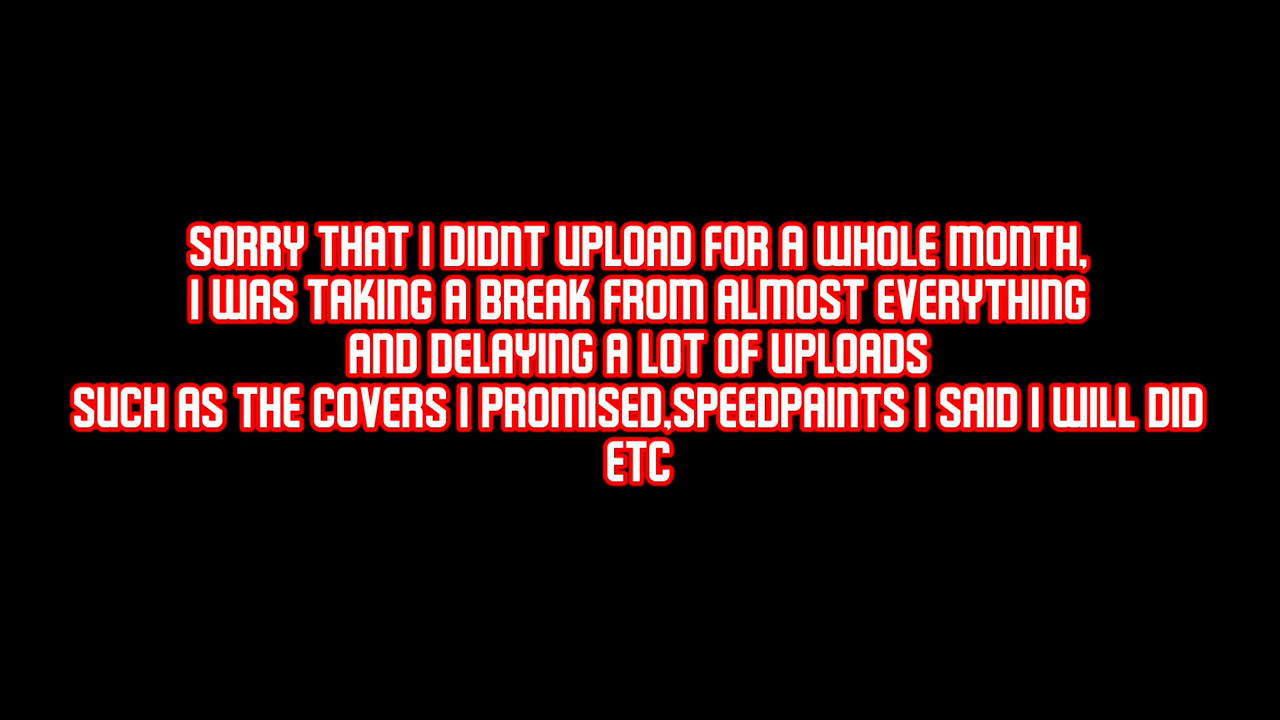 SORRY THAT I DIDNT UPLOAD FOR A WHOLE MONTH,
I WAS TAKING A BREAK FROM ALMOST EVERYTHING
AND DELAYING A LOT OF UPLOADS
SUCH AS THE COVERS I PROMISED,SPEEDPAINTS I SAID I WILL DID
ETC